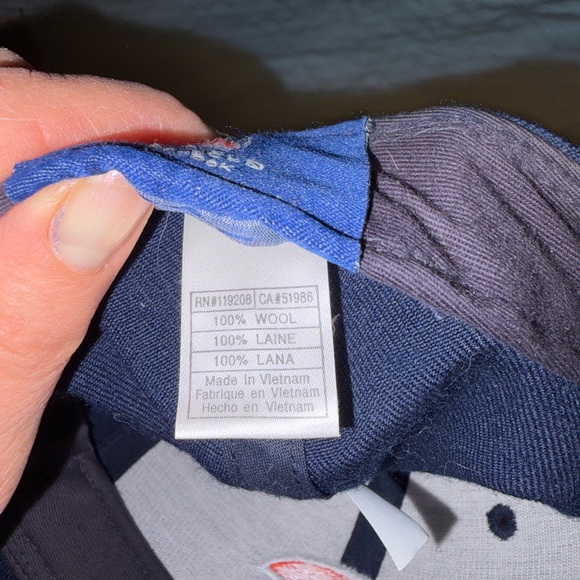 RN#119208 CA#51986
100% WOOL
100% LAINE
100% LANA
Made in Vietnam
Fabrique en Vietnam
Hecho en Vietnam